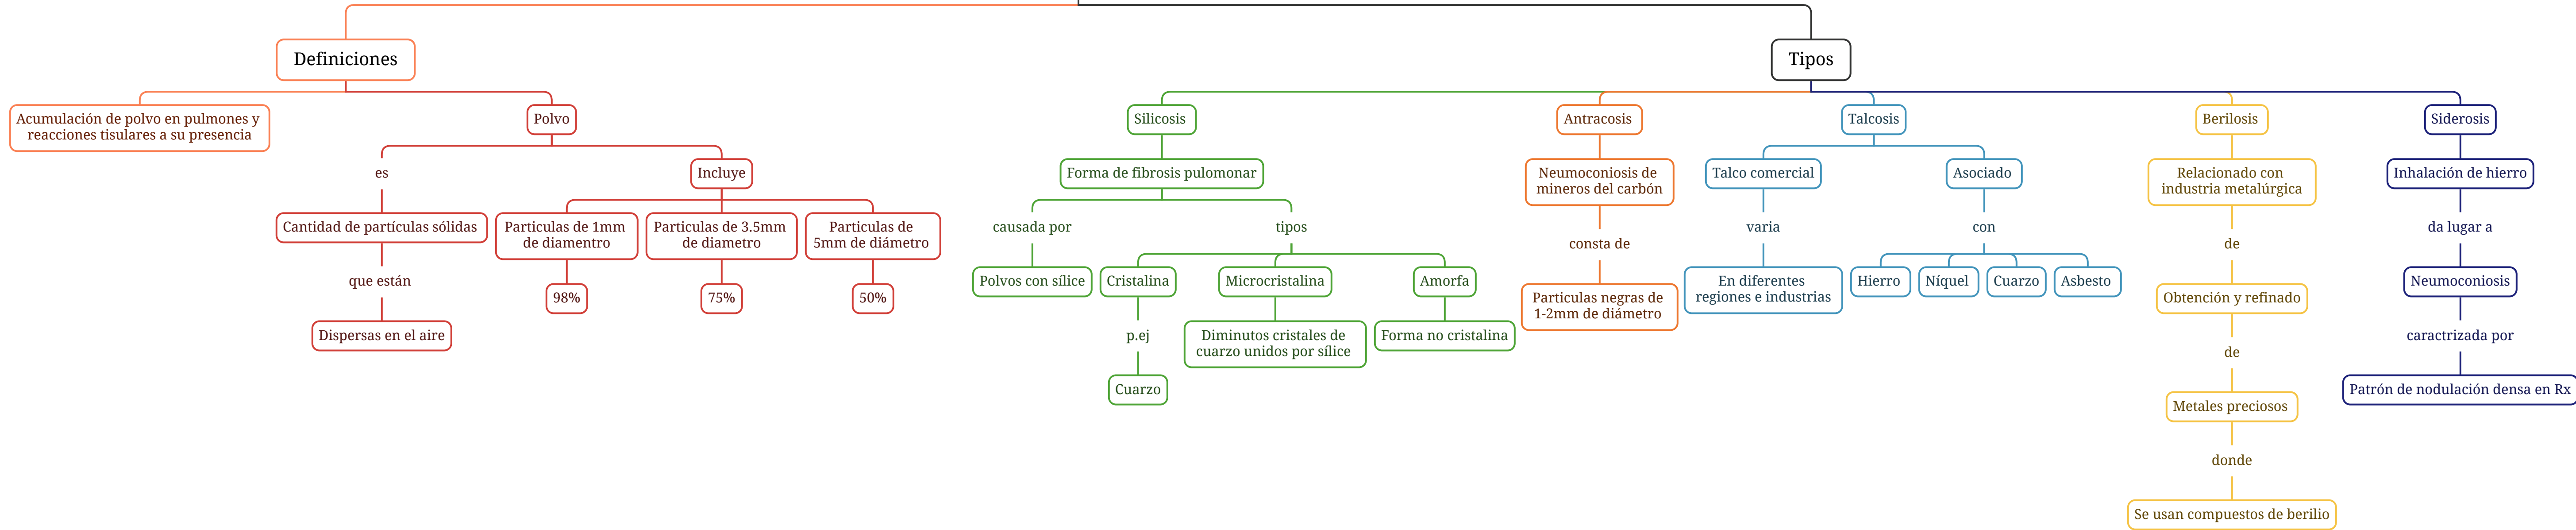 Definiciones
Tipos
Acumulación de polvo en pulmones y
reacciones tisulares a su presencia
Polvo
es
Incluye
Cantidad de partículas sólidas
que están
Dispersas en el aire
Particulas de 1mm
de diamentro
98%
Particulas de 3.5mm
de diametro
75%
Particulas de
5mm de diámetro
50%
Silicosis
Forma de fibrosis pulomonar
causada por
Polvos con sílice
tipos
Cristalina
p.ej
Cuarzo
Microcristalina
Diminutos cristales de
cuarzo unidos por sílice
Amorfa
Forma no cristalina
Antracosis
Neumoconiosis de
mineros del carbón
consta de
Particulas negras de
1-2mm de diámetro
Talcosis
Talco comercial
varia
En diferentes
regiones e industrias
Asociado
con
Hierro
Níquel
Cuarzo
Asbesto
Berilosis
Relacionado con
industria metalúrgica
de
Obtención y refinado
de
Metales preciosos
donde
Se usan compuestos de berilio
Siderosis
Inhalación de hierro
da lugar a
Neumoconiosis
caractrizada por
Patrón de nodulación densa en Rx